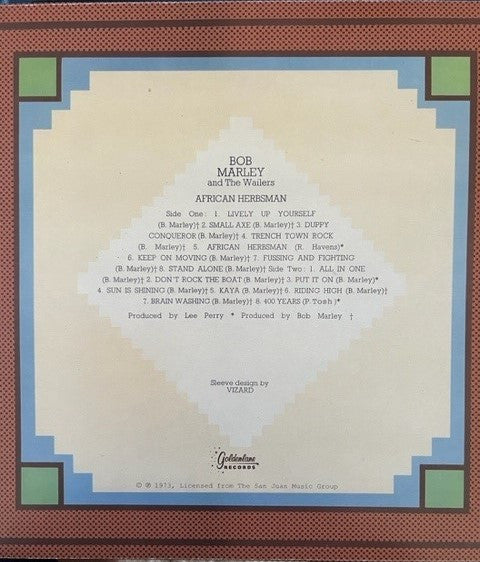 BOB
MARLEY
and The Wailers
AFRICAN HERBSMAN
Side One: 1. LIVELY UP YOURSELF
(B. Marley)† 2. SMALL AXE (B. Marley)† 3. DUPPY
CONQUEROR (B. Marley)† 4. TRENCH TOWN ROCK
(B. Marley)† 5. AFRICAN HERBSMAN (R. Havens)*
6. KEEP ON MOVING (B. Marley)† 7. FUSSING AND FIGHTING
(B. Marley)† 8. STAND ALONE (B. Marley)† Side Two: 1. ALL IN ONE
(B. Marley)† 2. DON'T ROCK THE BOAT (B. Marley)† 3. PUT IT ON (B. Marley)*
4. SUN IS SHINING (B. Marley)† 5. KAYA (B. Marley)† 6. RIDING HIGH (B. Marley)†
7. BRAIN WASHING (B. Marley)† 8. 400 YEARS (P. Tosh)*
Produced by Lee Perry * Produced by Bob Marley †
Sleeve design by
VIZARD
Goldenlane
RECORDS
© ℗ 1973, Licensed from The San Juan Music Group